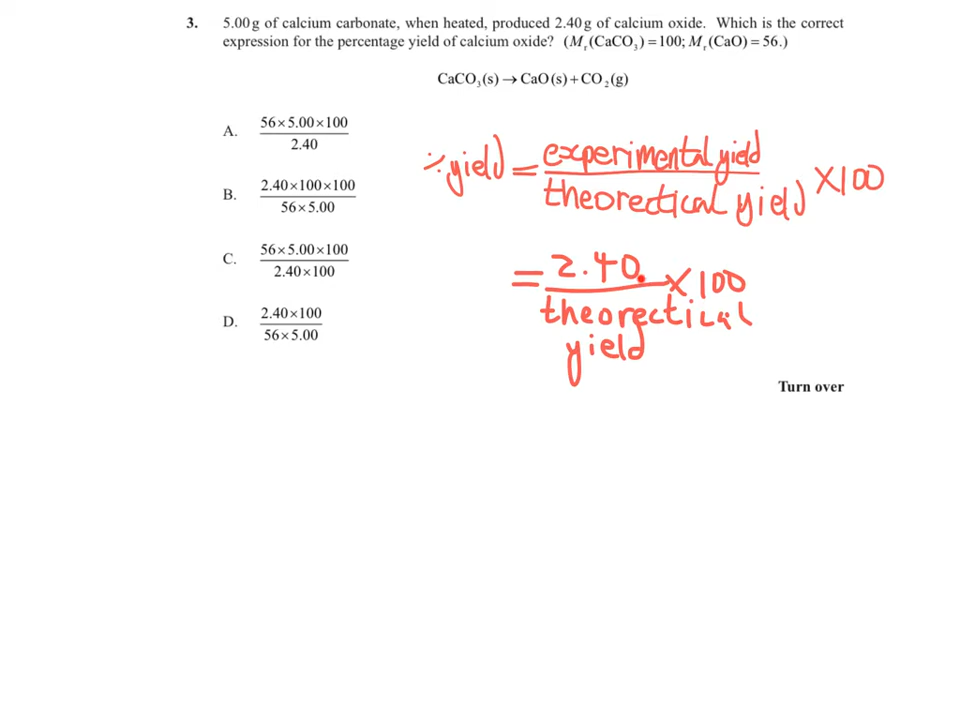 3. 5.00 g of calcium carbonate, when heated, produced 2.40 g of calcium oxide. Which is the correct
expression for the percentage yield of calcium oxide? (Mr(CaCO3) = 100; Mr(CaO) = 56.)
CaCO3(s) → CaO(s) + CO2(g)
A. 56×5.00×100
2.40
B. 2.40×100×100
56×5.00
C. 56×5.00×100
2.40×100
D. 2.40×100
56×5.00
% yield = experimental yield
theorectical yield ×100
= 2.40 ×100
theorectical
yield
Turn over